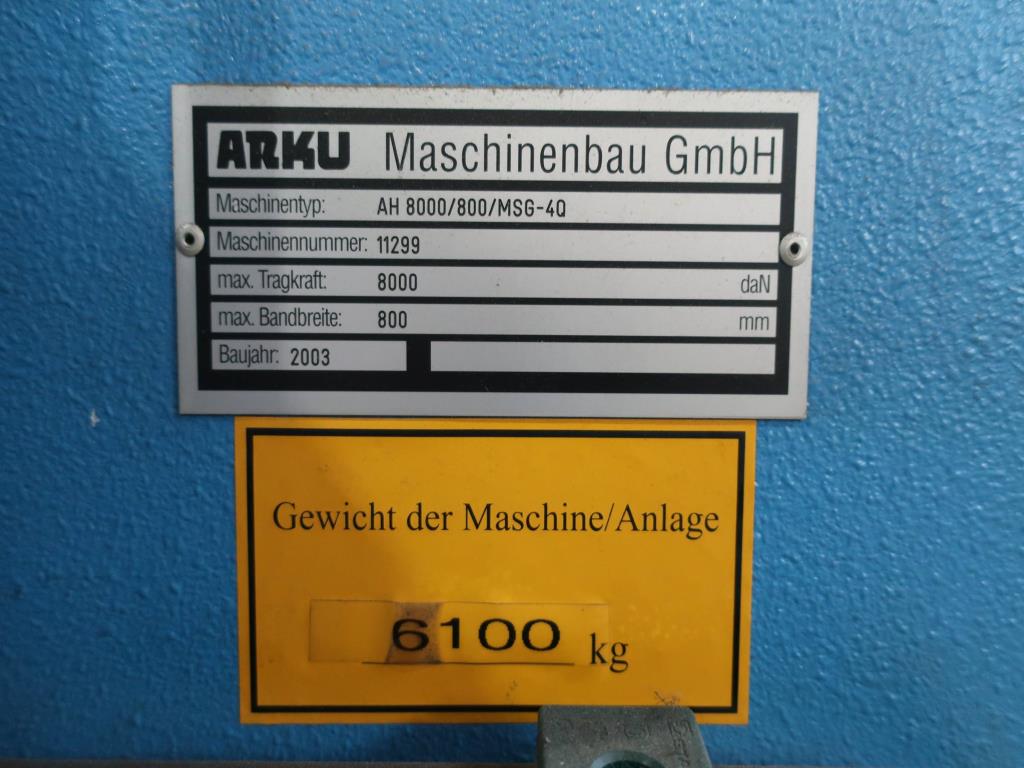 ARKU Maschinenbau GmbH
Maschinentyp: AH 8000/800/MSG-4Q
Maschinennummer: 11299
max. Tragkraft: 8000 daN
max. Bandbreite: 800 mm
Baujahr: 2003
Gewicht der Maschine/Anlage
6100 kg